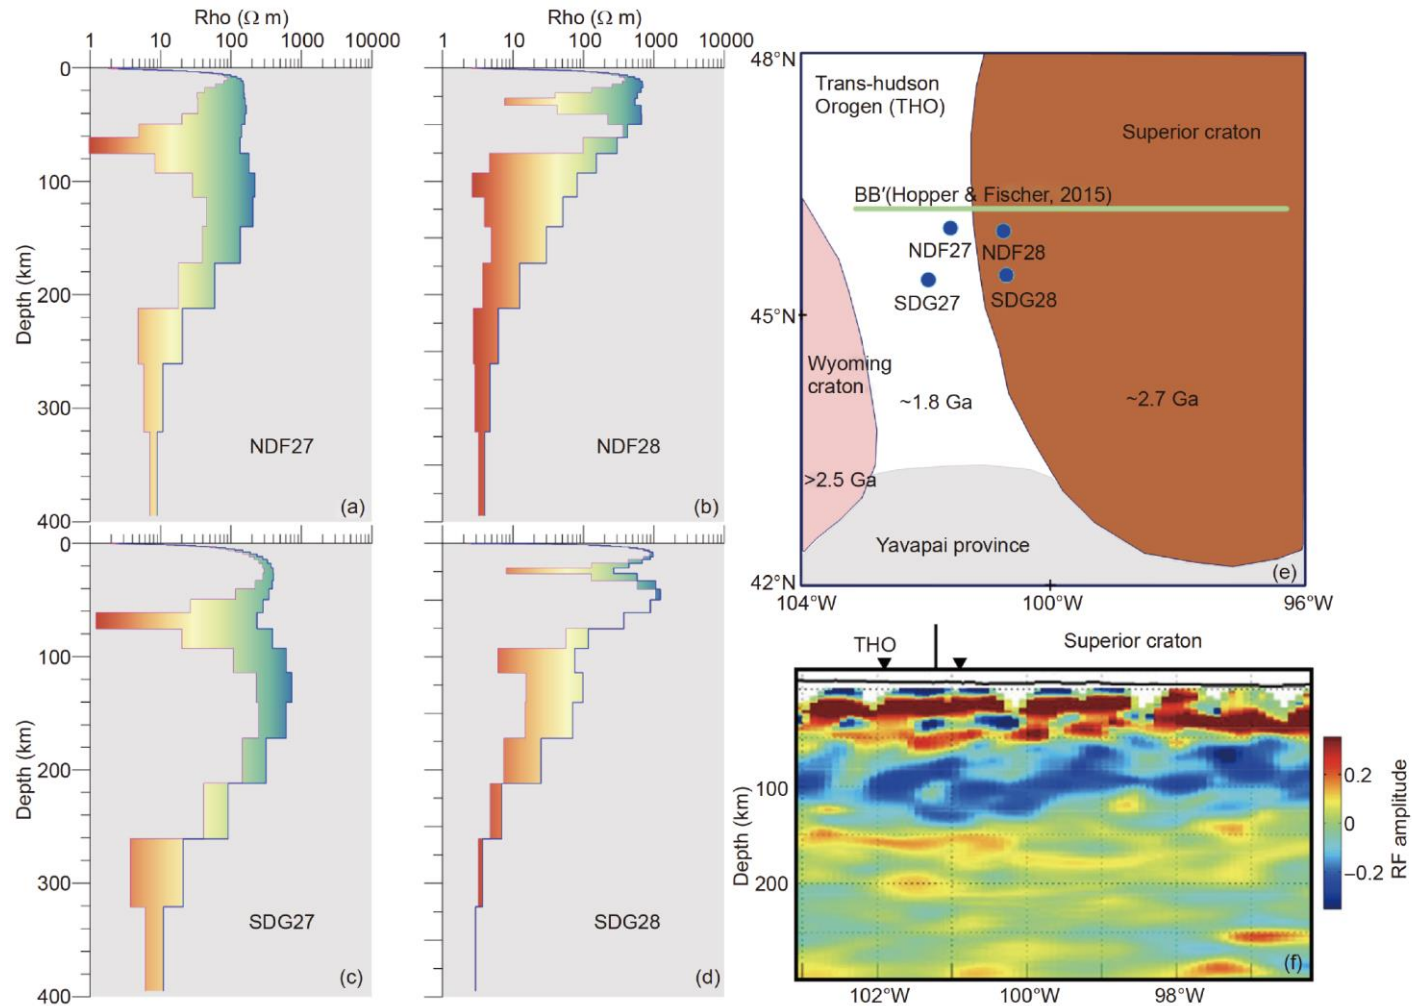 Rho (Ω m)
1 10 100 1000 10000
Rho (Ω m)
1 10 100 1000 10000
0
100
200
300
400
Depth (km)
NDF27
(a)
NDF28
(b)
0
100
200
300
400
Depth (km)
SDG27
(c)
SDG28
(d)
48°N
45°N
42°N
104°W 100°W 96°W
Trans-hudson
Orogen (THO)
Superior craton
BB′(Hopper & Fischer, 2015)
NDF27 NDF28
SDG27 SDG28
Wyoming
craton
~1.8 Ga
~2.7 Ga
>2.5 Ga
Yavapai province
(e)
THO
Superior craton
Depth (km)
100
200
102°W 100°W 98°W
(f)
0.2
0
−0.2
RF amplitude